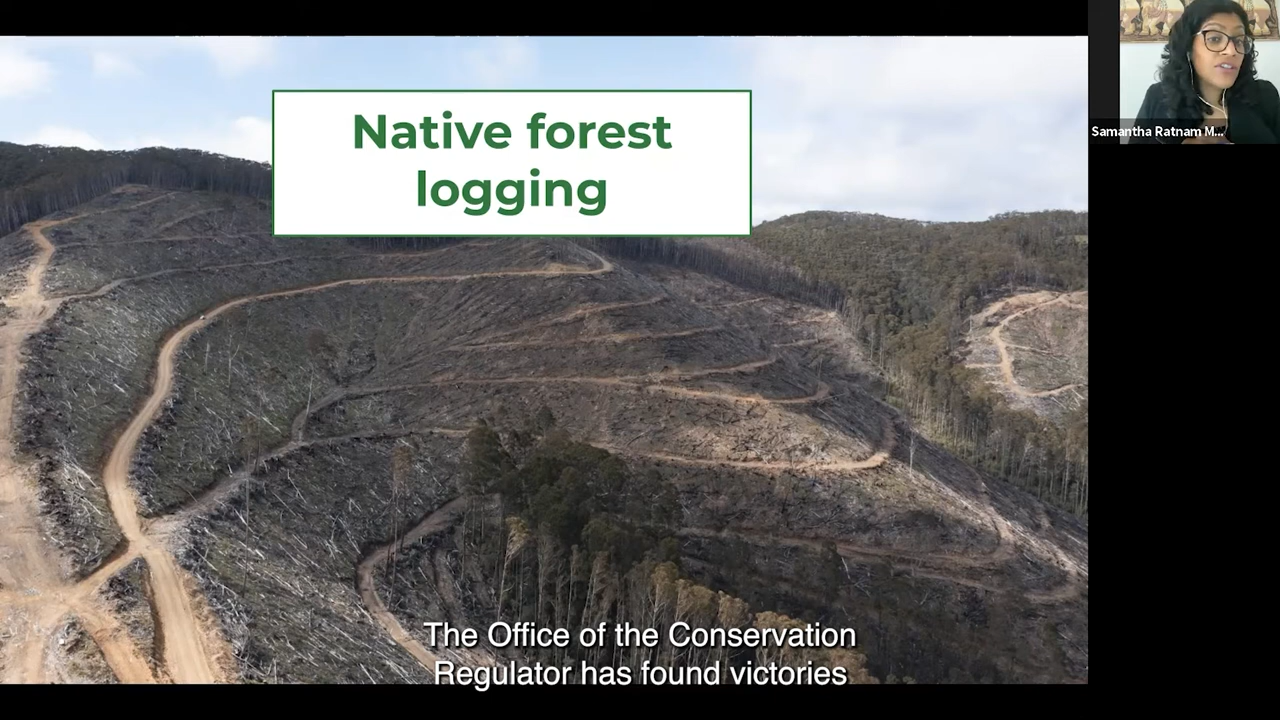 Native forest
logging
Samantha Ratnam M...
The Office of the Conservation
Regulator has found victories